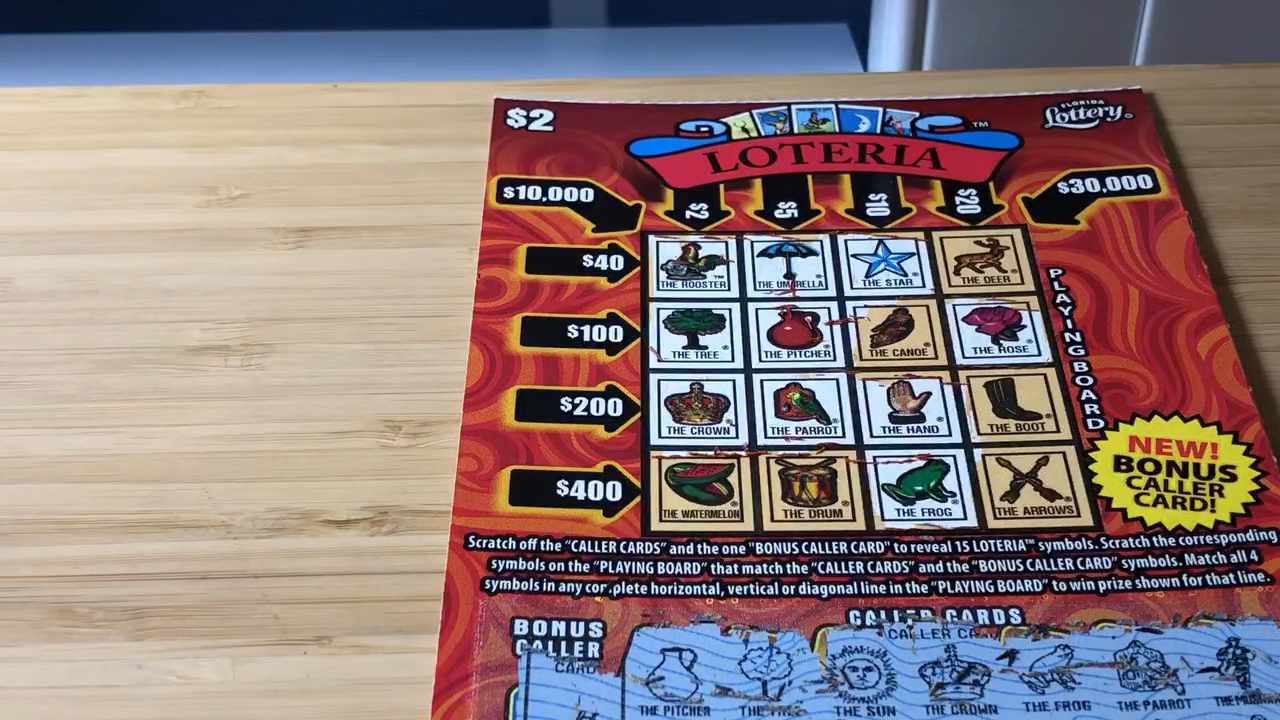 $2
LOTERIA™
FLORIDA
Lottery
$10,000
$2
$5
$10
$20
$30,000
$40
THE ROOSTER™
THE UMBRELLA
THE STAR
THE DEER
$100
THE TREE
THE PITCHER
THE CANOE
THE ROSE
$200
THE CROWN
THE PARROT
THE HAND
THE BOOT
$400
THE WATERMELON
THE DRUM
THE FROG
THE ARROWS
PLAYING BOARD
NEW!
BONUS
CALLER
CARD!
Scratch off the "CALLER CARDS" and the one "BONUS CALLER CARD" to reveal 15 LOTERIA™ symbols. Scratch the corresponding
symbols on the "PLAYING BOARD" that match the "CALLER CARDS" and the "BONUS CALLER CARD" symbols. Match all 4
symbols in any complete horizontal, vertical or diagonal line in the "PLAYING BOARD" to win prize shown for that line.
CALLER CARDS
BONUS
CALLER
CARD
THE PITCHER
THE TREE
THE SUN
THE CROWN
THE FROG
THE PARROT